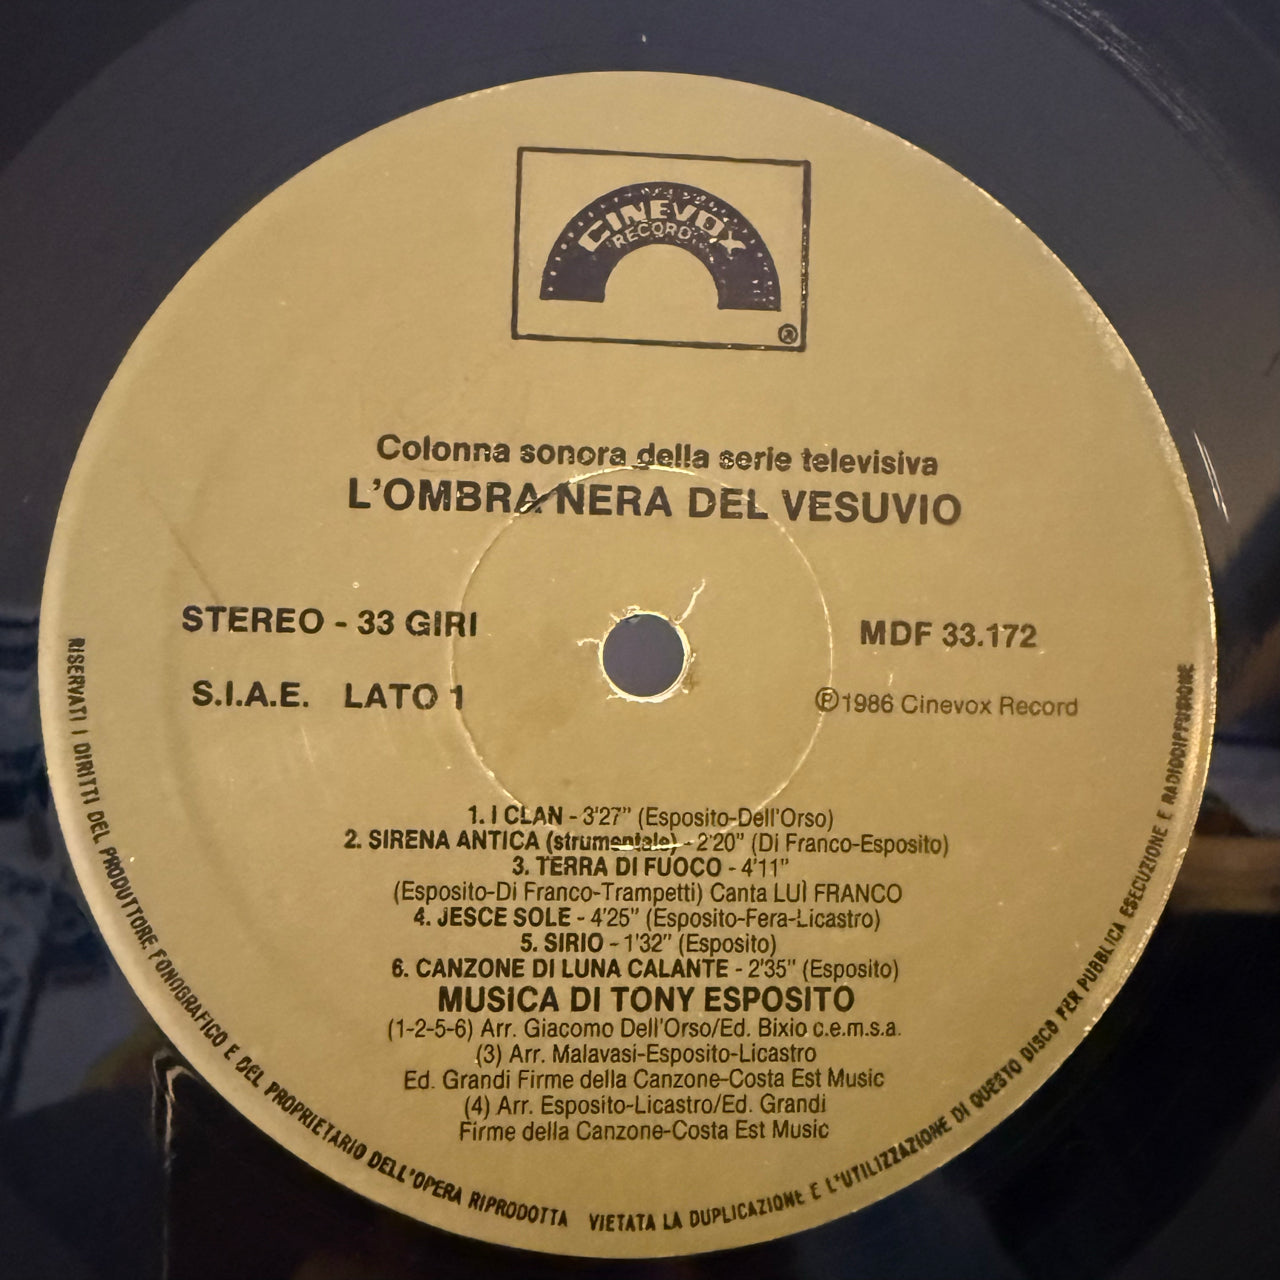 CINEVOX
RECORD
®
Colonna sonora della serie televisiva
L'OMBRA NERA DEL VESUVIO
STEREO - 33 GIRI
MDF 33.172
S.I.A.E. LATO 1
℗1986 Cinevox Record
1. I CLAN - 3'27" (Esposito-Dell'Orso)
2. SIRENA ANTICA (strumentale) - 2'20" (Di Franco-Esposito)
3. TERRA DI FUOCO - 4'11"
(Esposito-Di Franco-Trampetti) Canta LUÌ FRANCO
4. JESCE SOLE - 4'25" (Esposito-Fera-Licastro)
5. SIRIO - 1'32" (Esposito)
6. CANZONE DI LUNA CALANTE - 2'35" (Esposito)
MUSICA DI TONY ESPOSITO
(1-2-5-6) Arr. Giacomo Dell'Orso/Ed. Bixio c.e.m.s.a.
(3) Arr. Malavasi-Esposito-Licastro
Ed. Grandi Firme della Canzone-Costa Est Music
(4) Arr. Esposito-Licastro/Ed. Grandi
Firme della Canzone-Costa Est Music
RISERVATI I DIRITTI DEL PRODUTTORE FONOGRAFICO E DEL PROPRIETARIO DELL'OPERA RIPRODOTTA VIETATA LA DUPLICAZIONE E L'UTILIZZAZIONE DI QUESTO DISCO PER PUBBLICA ESECUZIONE E RADIODIFFUSIONE